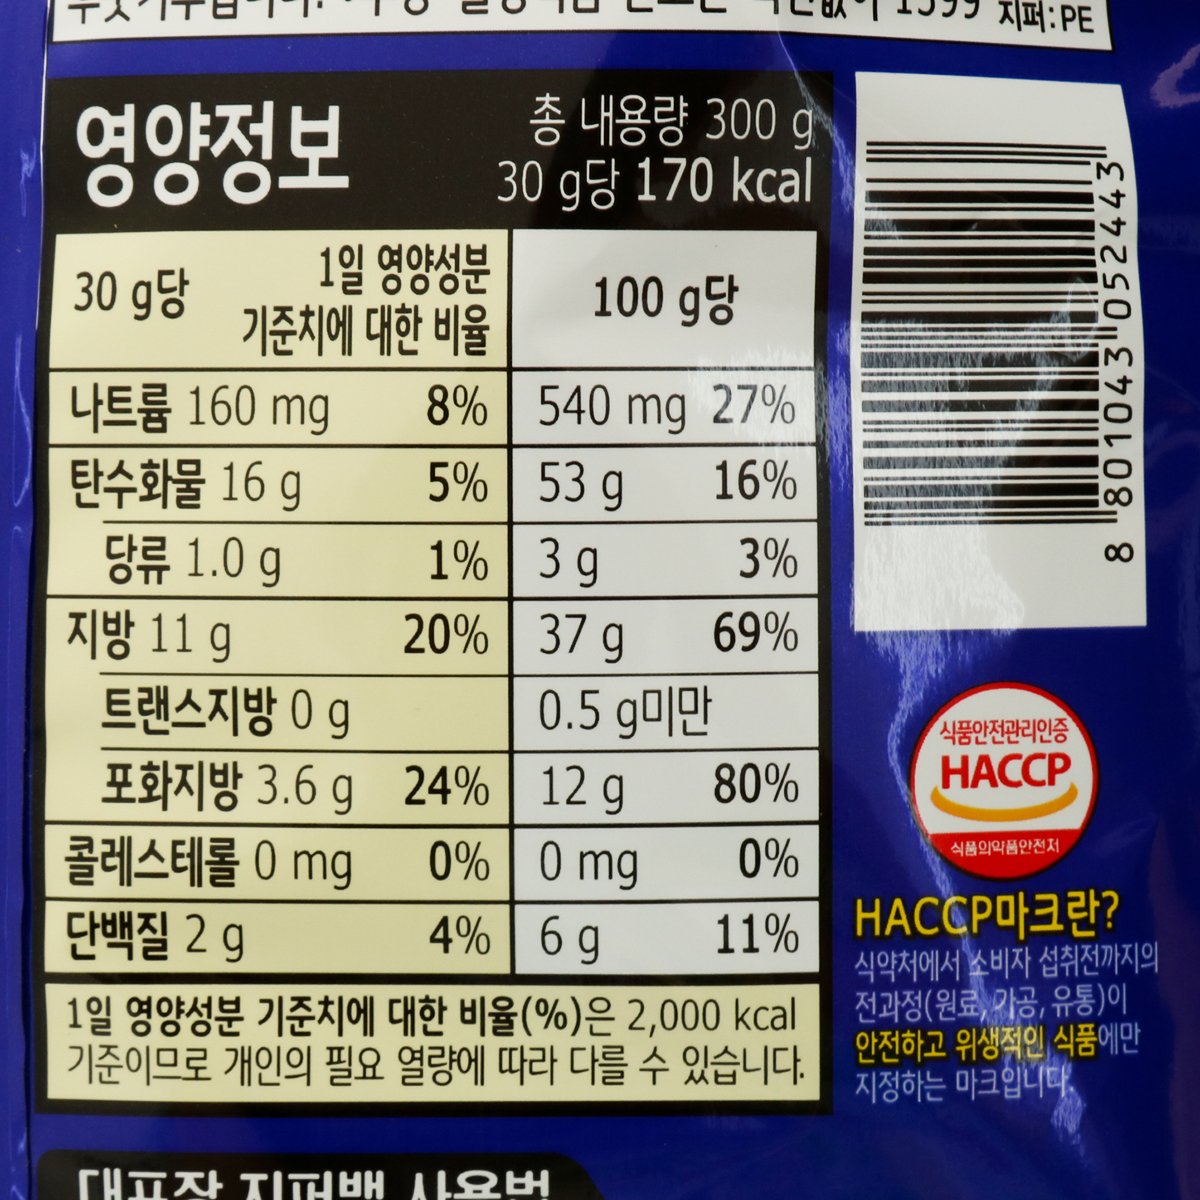 지퍼:PE
영양정보
총 내용량 300 g
30 g당 170 kcal
30 g당 1일 영양성분 기준치에 대한 비율 100 g당
나트륨 160 mg 8% 540 mg 27%
탄수화물 16 g 5% 53 g 16%
당류 1.0 g 1% 3 g 3%
지방 11 g 20% 37 g 69%
트랜스지방 0 g 0.5 g미만
포화지방 3.6 g 24% 12 g 80%
콜레스테롤 0 mg 0% 0 mg 0%
단백질 2 g 4% 6 g 11%
1일 영양성분 기준치에 대한 비율(%)은 2,000 kcal
기준이므로 개인의 필요 열량에 따라 다를 수 있습니다.
8 801043 052443
식품안전관리인증
HACCP
식품의약품안전처
HACCP마크란?
식약처에서 소비자 섭취전까지의
전과정(원료, 가공, 유통)이
안전하고 위생적인 식품에만
지정하는 마크입니다.
대포장 지퍼백 사용법